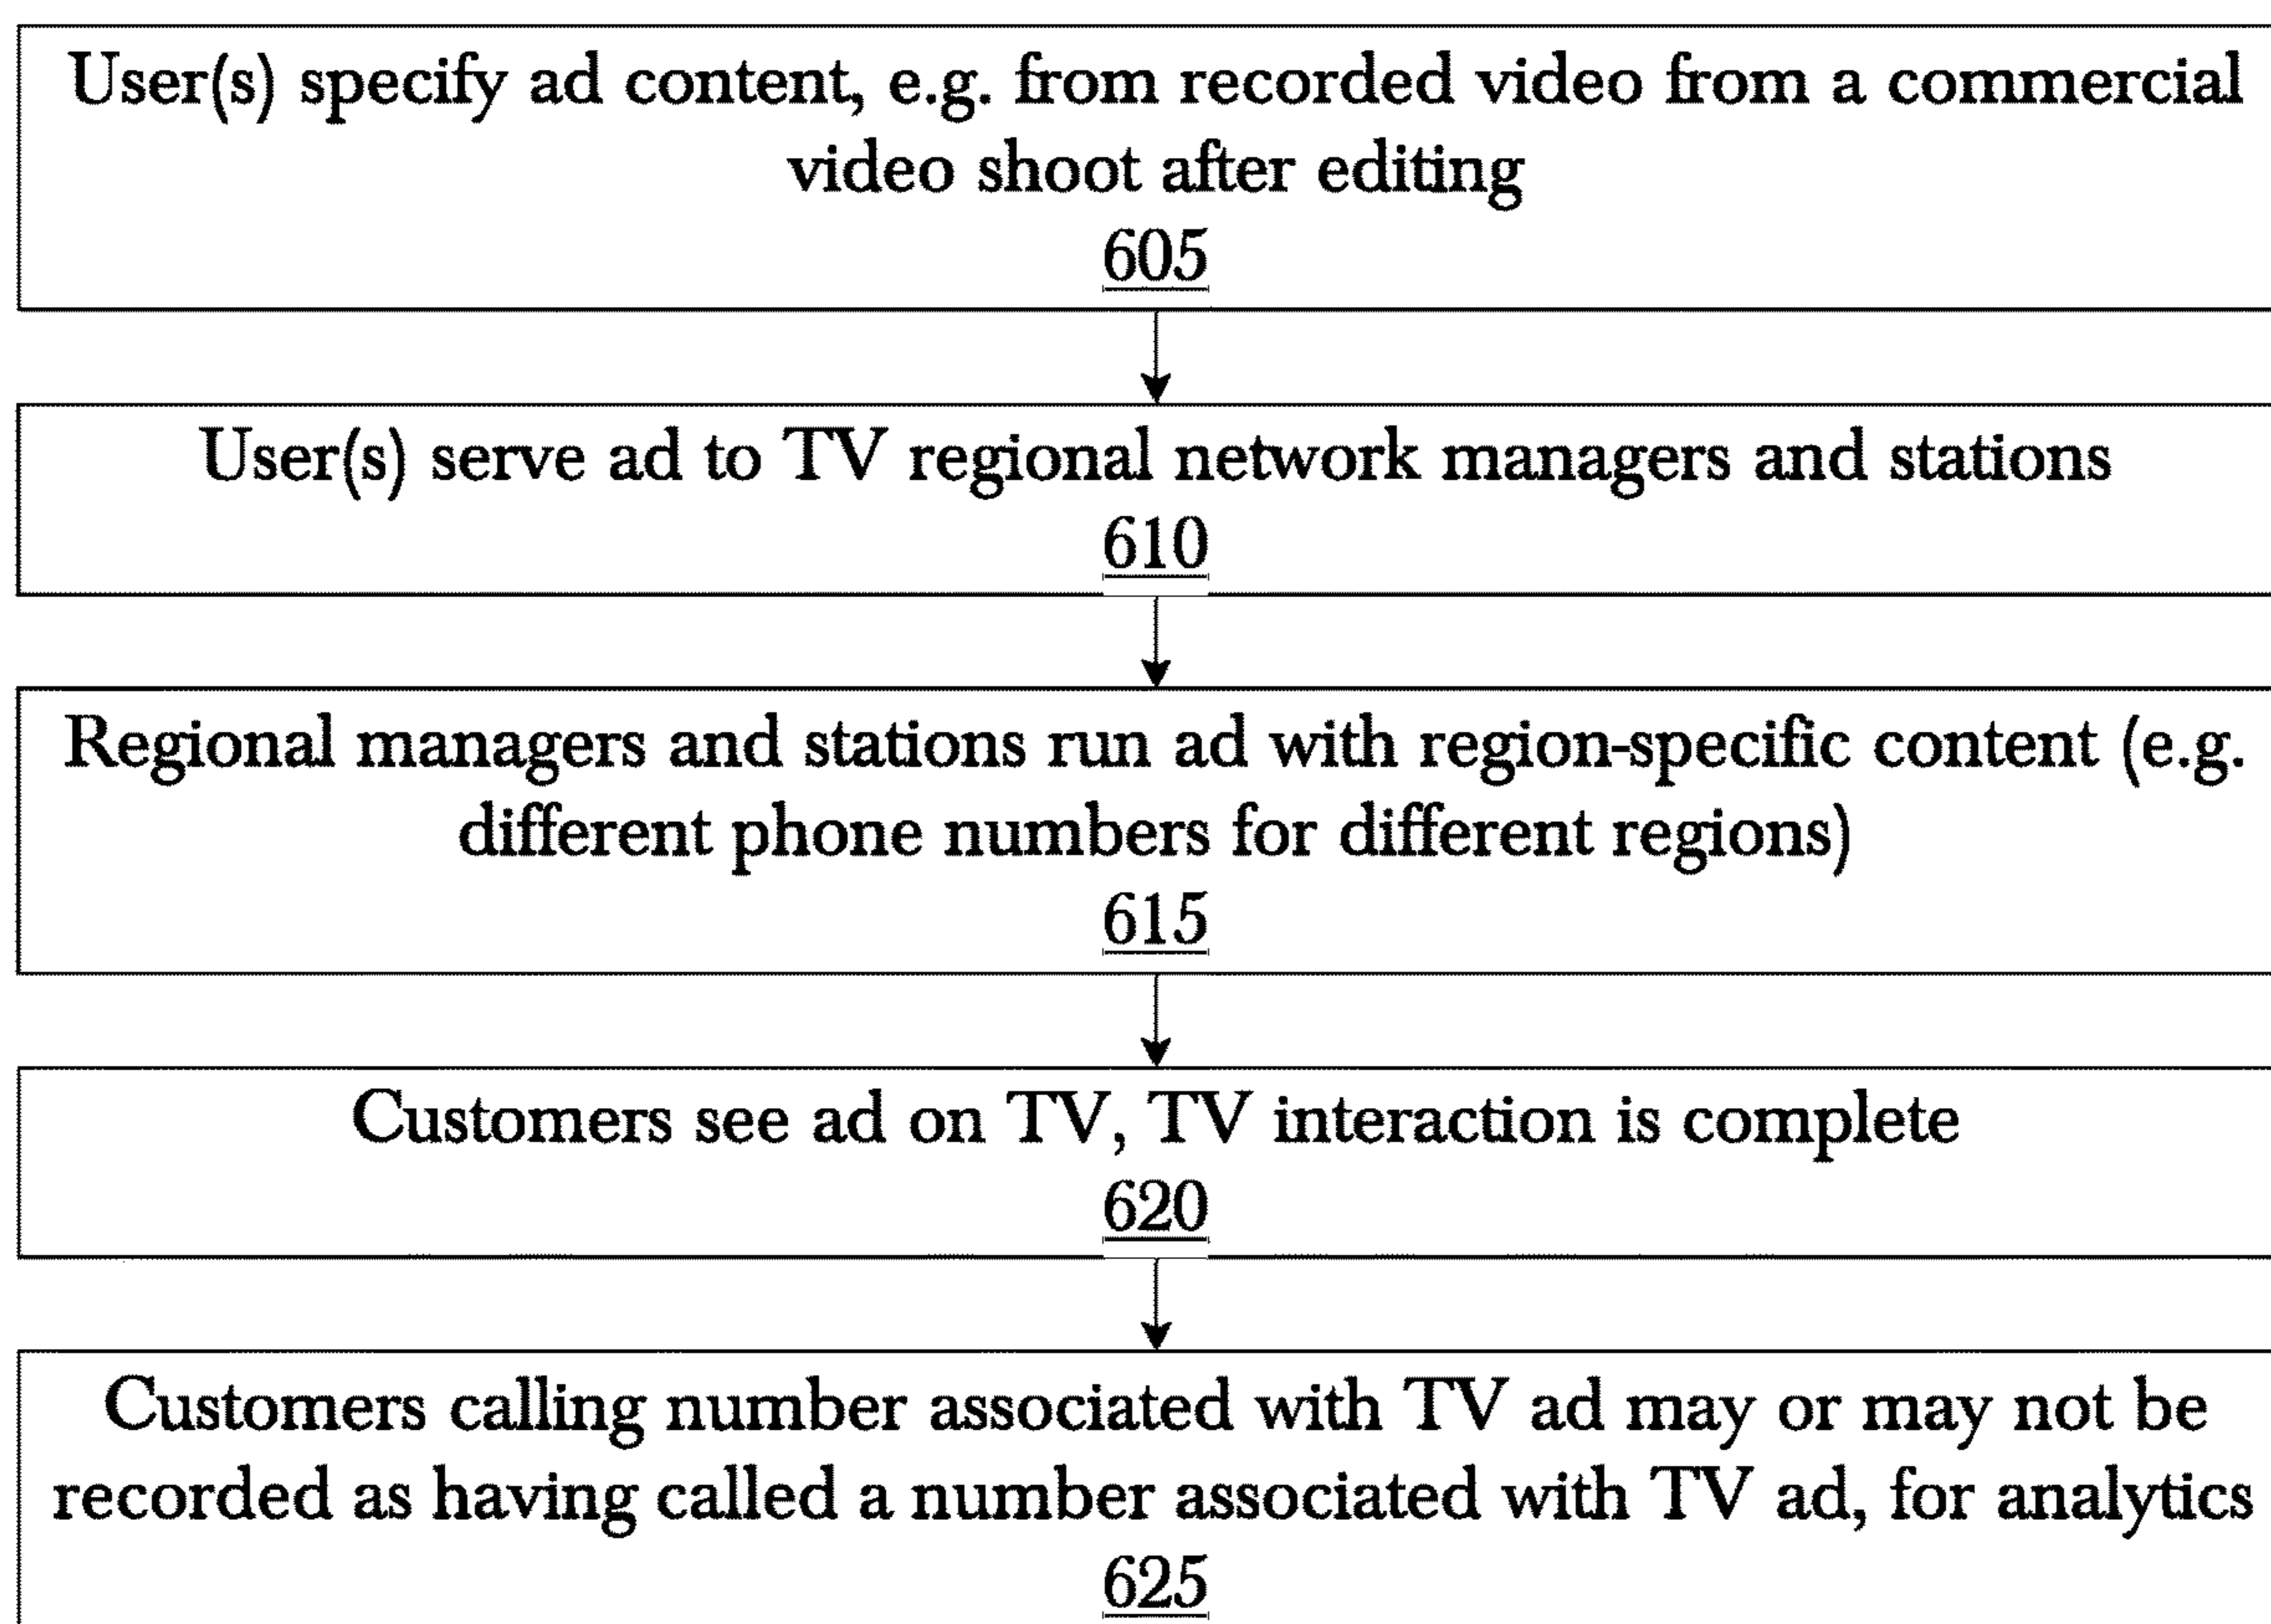 User(s) specify ad content, e.g. from recorded video from a commercial
video shoot after editing
605
User(s) serve ad to TV regional network managers and stations
610
Regional managers and stations run ad with region-specific content (e.g.
different phone numbers for different regions)
615
Customers see ad on TV, TV interaction is complete
620
Customers calling number associated with TV ad may or may not be
recorded as having called a number associated with TV ad, for analytics
625